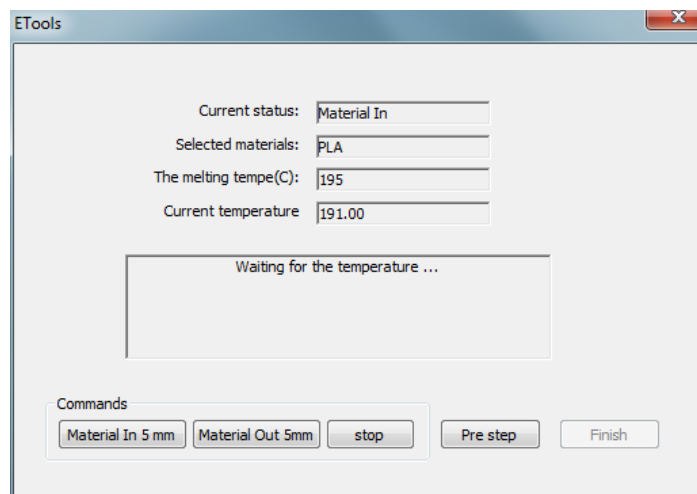 ETools
Current status: Material In
Selected materials: PLA
The melting tempe(C): 195
Current temperature 191.00
Waiting for the temperature ...
Commands
Material In 5 mm Material Out 5mm stop Pre step Finish